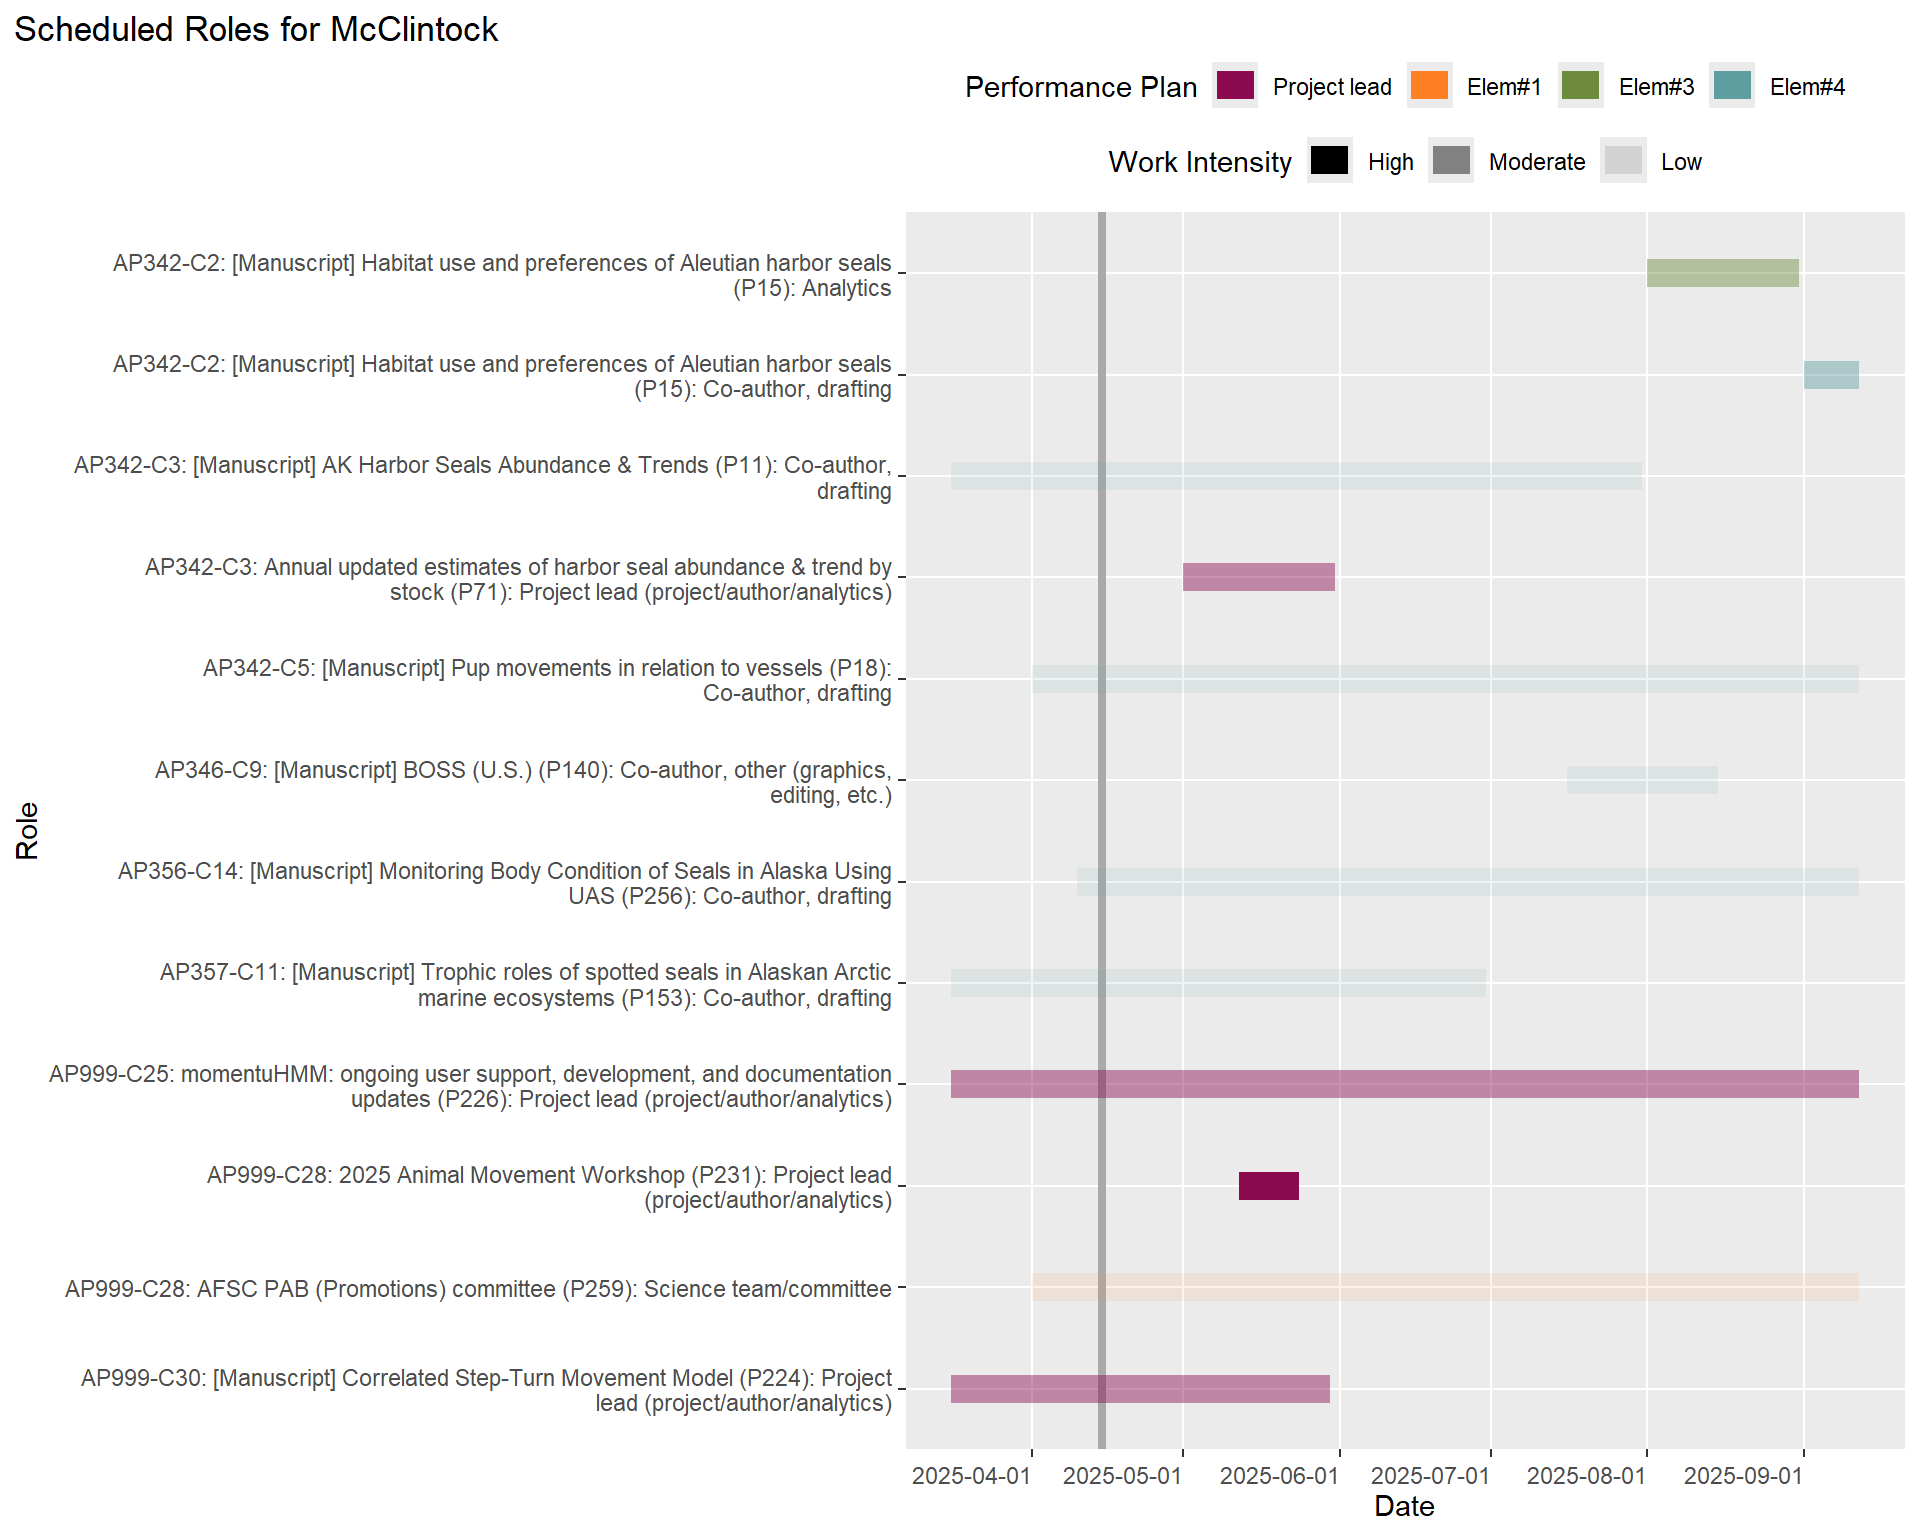 Scheduled Roles for McClintock
Performance Plan Project lead Elem#1 Elem#3 Elem#4
Work Intensity High Moderate Low
AP342-C2: [Manuscript] Habitat use and preferences of Aleutian harbor seals
(P15): Analytics
AP342-C2: [Manuscript] Habitat use and preferences of Aleutian harbor seals
(P15): Co-author, drafting
AP342-C3: [Manuscript] AK Harbor Seals Abundance & Trends (P11): Co-author,
drafting
AP342-C3: Annual updated estimates of harbor seal abundance & trend by
stock (P71): Project lead (project/author/analytics)
AP342-C5: [Manuscript] Pup movements in relation to vessels (P18):
Co-author, drafting
AP346-C9: [Manuscript] BOSS (U.S.) (P140): Co-author, other (graphics,
editing, etc.)
AP356-C14: [Manuscript] Monitoring Body Condition of Seals in Alaska Using
UAS (P256): Co-author, drafting
AP357-C11: [Manuscript] Trophic roles of spotted seals in Alaskan Arctic
marine ecosystems (P153): Co-author, drafting
AP999-C25: momentuHMM: ongoing user support, development, and documentation
updates (P226): Project lead (project/author/analytics)
AP999-C28: 2025 Animal Movement Workshop (P231): Project lead
(project/author/analytics)
AP999-C28: AFSC PAB (Promotions) committee (P259): Science team/committee
AP999-C30: [Manuscript] Correlated Step-Turn Movement Model (P224): Project
lead (project/author/analytics)
Role
2025-04-01 2025-05-01 2025-06-01 2025-07-01 2025-08-01 2025-09-01
Date